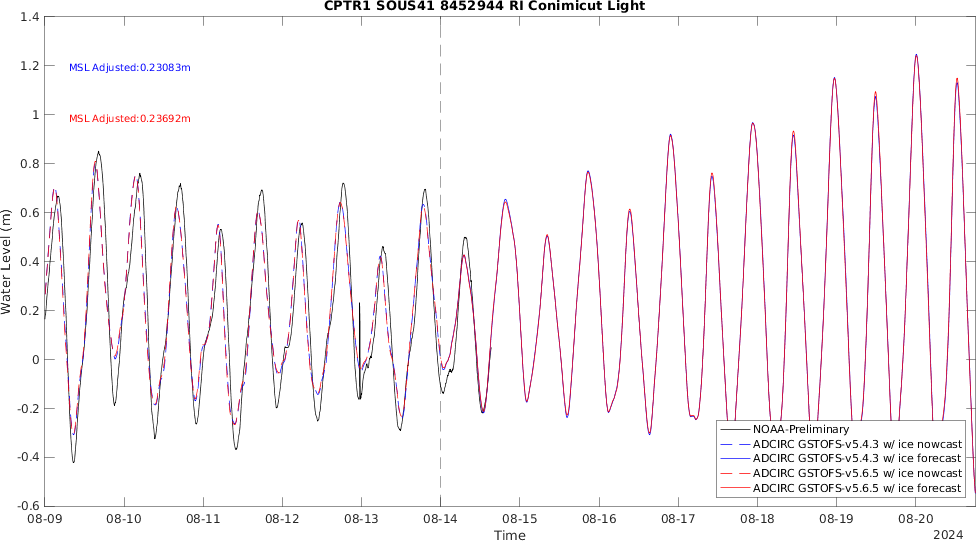 CPTR1 SOUS41 8452944 RI Conimicut Light
1.4
1.2
1
0.8
0.6
0.4
0.2
0
-0.2
-0.4
-0.6
Water Level (m)
MSL Adjusted:0.23083m
MSL Adjusted:0.23692m
NOAA-Preliminary
ADCIRC GSTOFS-v5.4.3 w/ ice nowcast
ADCIRC GSTOFS-v5.4.3 w/ ice forecast
ADCIRC GSTOFS-v5.6.5 w/ ice nowcast
ADCIRC GSTOFS-v5.6.5 w/ ice forecast
08-09 08-10 08-11 08-12 08-13 08-14 08-15 08-16 08-17 08-18 08-19 08-20
Time
2024